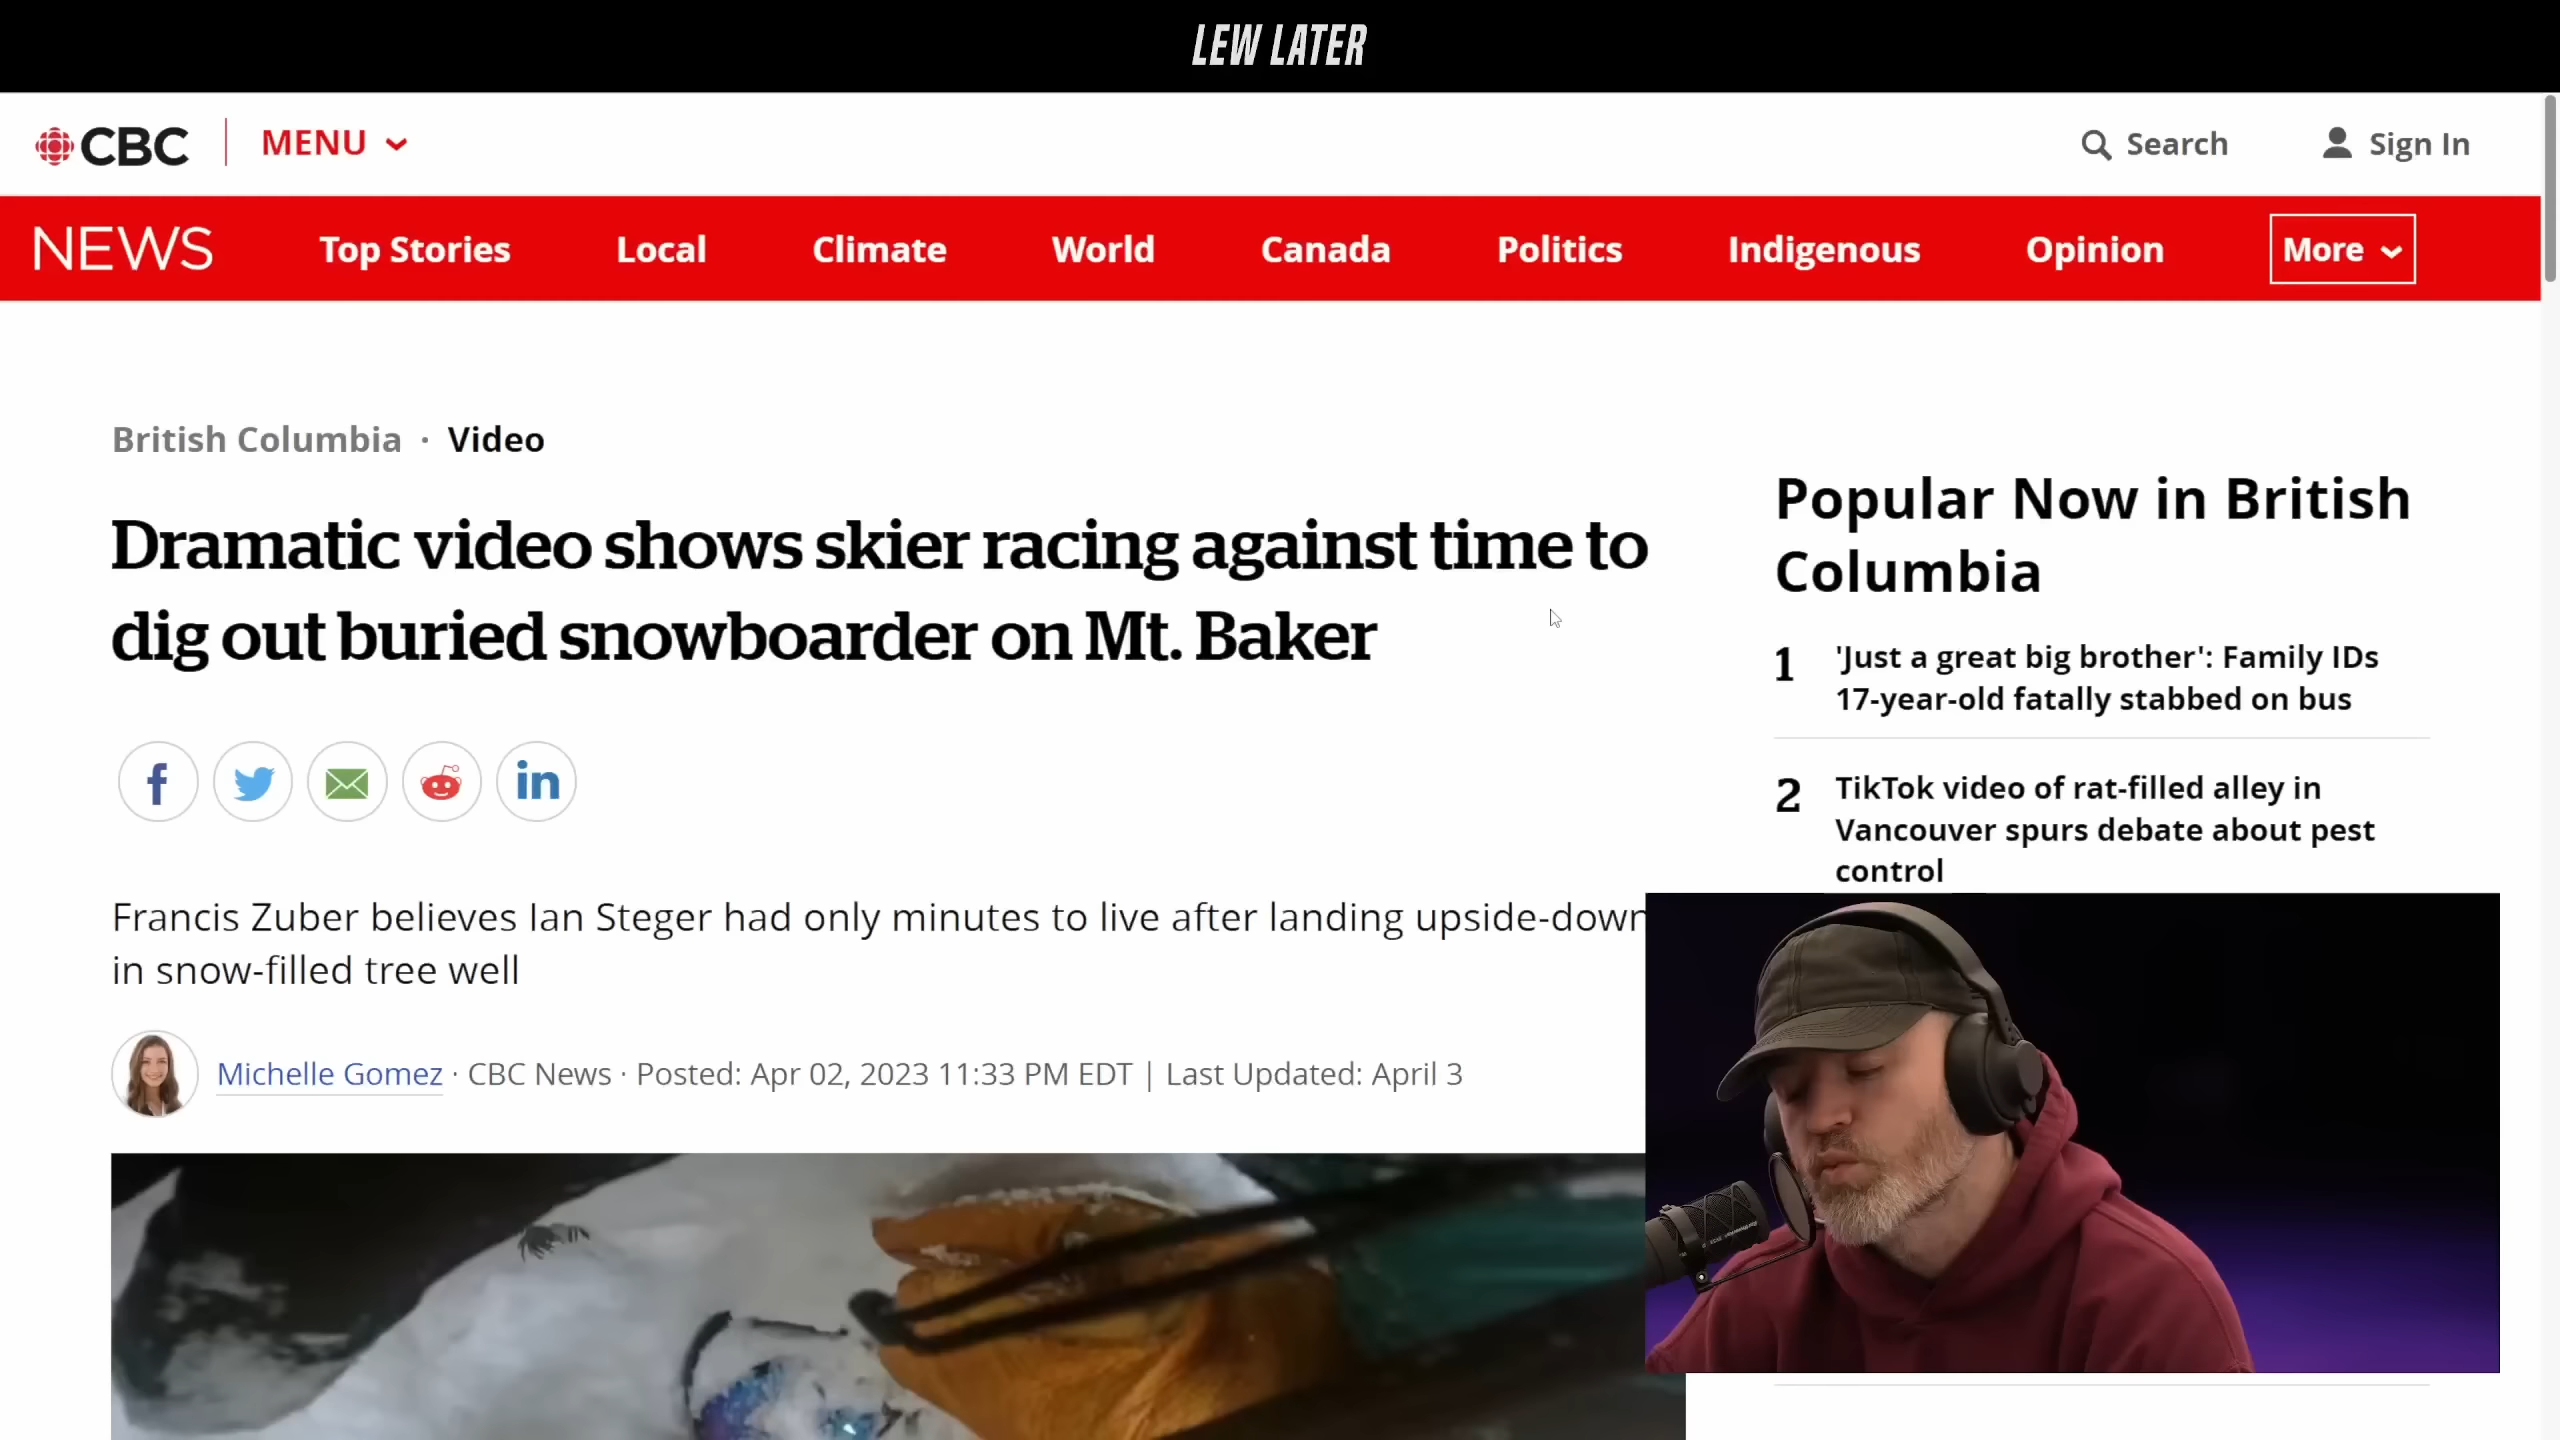 LEW LATER
CBC
MENU
Search
Sign In
NEWS
Top Stories
Local
Climate
World
Canada
Politics
Indigenous
Opinion
More
British Columbia · Video
Dramatic video shows skier racing against time to
dig out buried snowboarder on Mt. Baker
f
in
Francis Zuber believes Ian Steger had only minutes to live after landing upside-down
in snow-filled tree well
Michelle Gomez · CBC News · Posted: Apr 02, 2023 11:33 PM EDT | Last Updated: April 3
Popular Now in British
Columbia
1
'Just a great big brother': Family IDs
17-year-old fatally stabbed on bus
2
TikTok video of rat-filled alley in
Vancouver spurs debate about pest
control